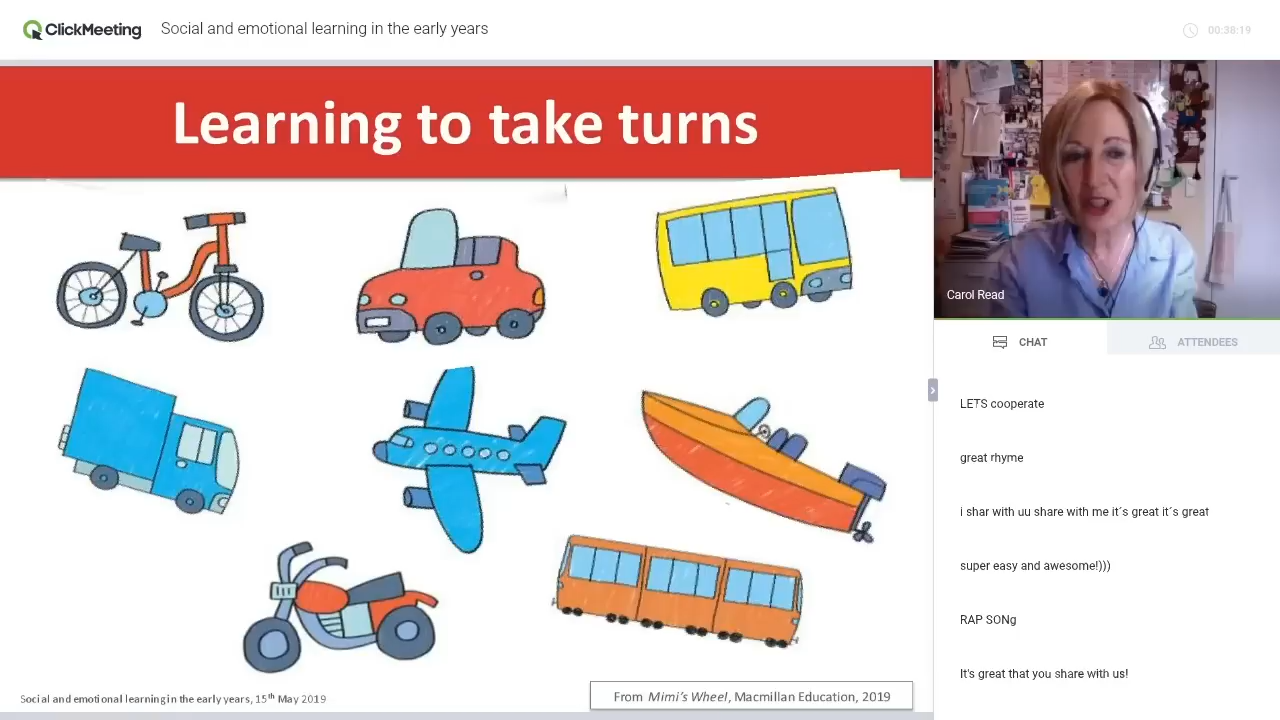 ClickMeeting
Social and emotional learning in the early years
00:38:19
Learning to take turns
Social and emotional learning in the early years, 15th May 2019
From Mimi's Wheel, Macmillan Education, 2019
Carol Read
CHAT
ATTENDEES
LETS cooperate
great rhyme
i shar with uu share with me it´s great it´s great
super easy and awesome!)))
RAP SONg
It's great that you share with us!